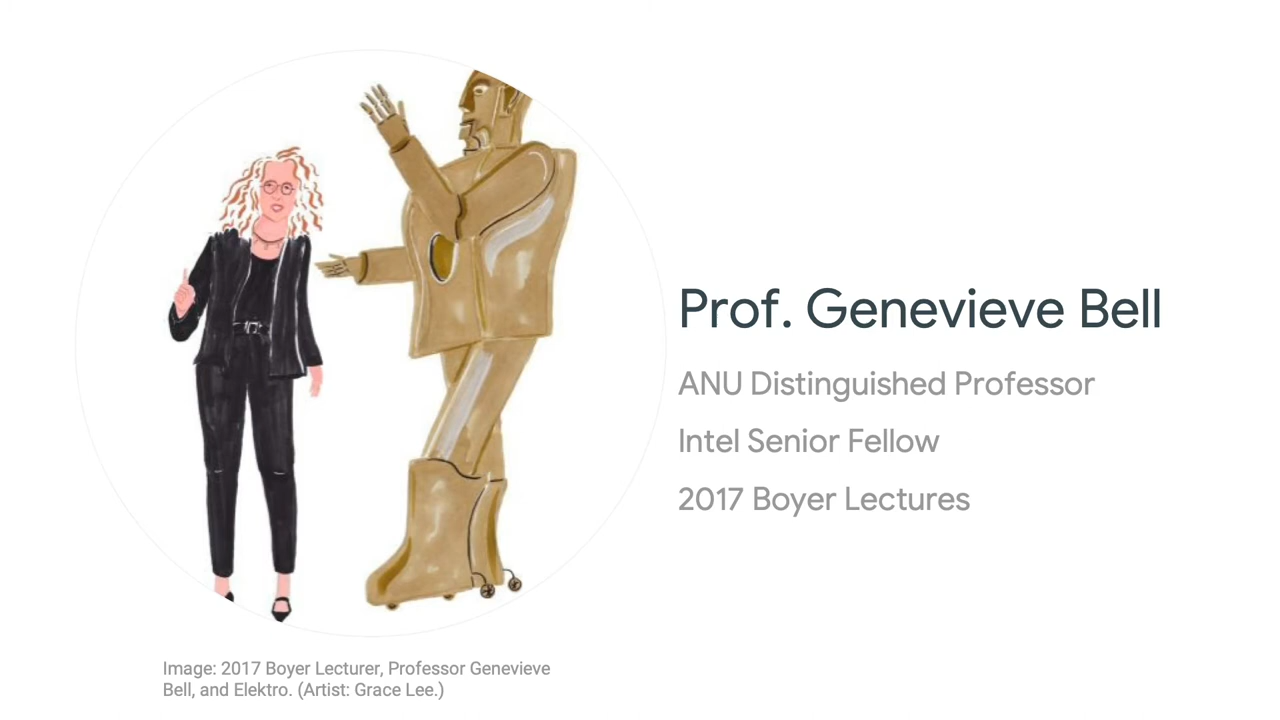 Prof. Genevieve Bell
ANU Distinguished Professor
Intel Senior Fellow
2017 Boyer Lectures
Image: 2017 Boyer Lecturer, Professor Genevieve
Bell, and Elektro. (Artist: Grace Lee.)